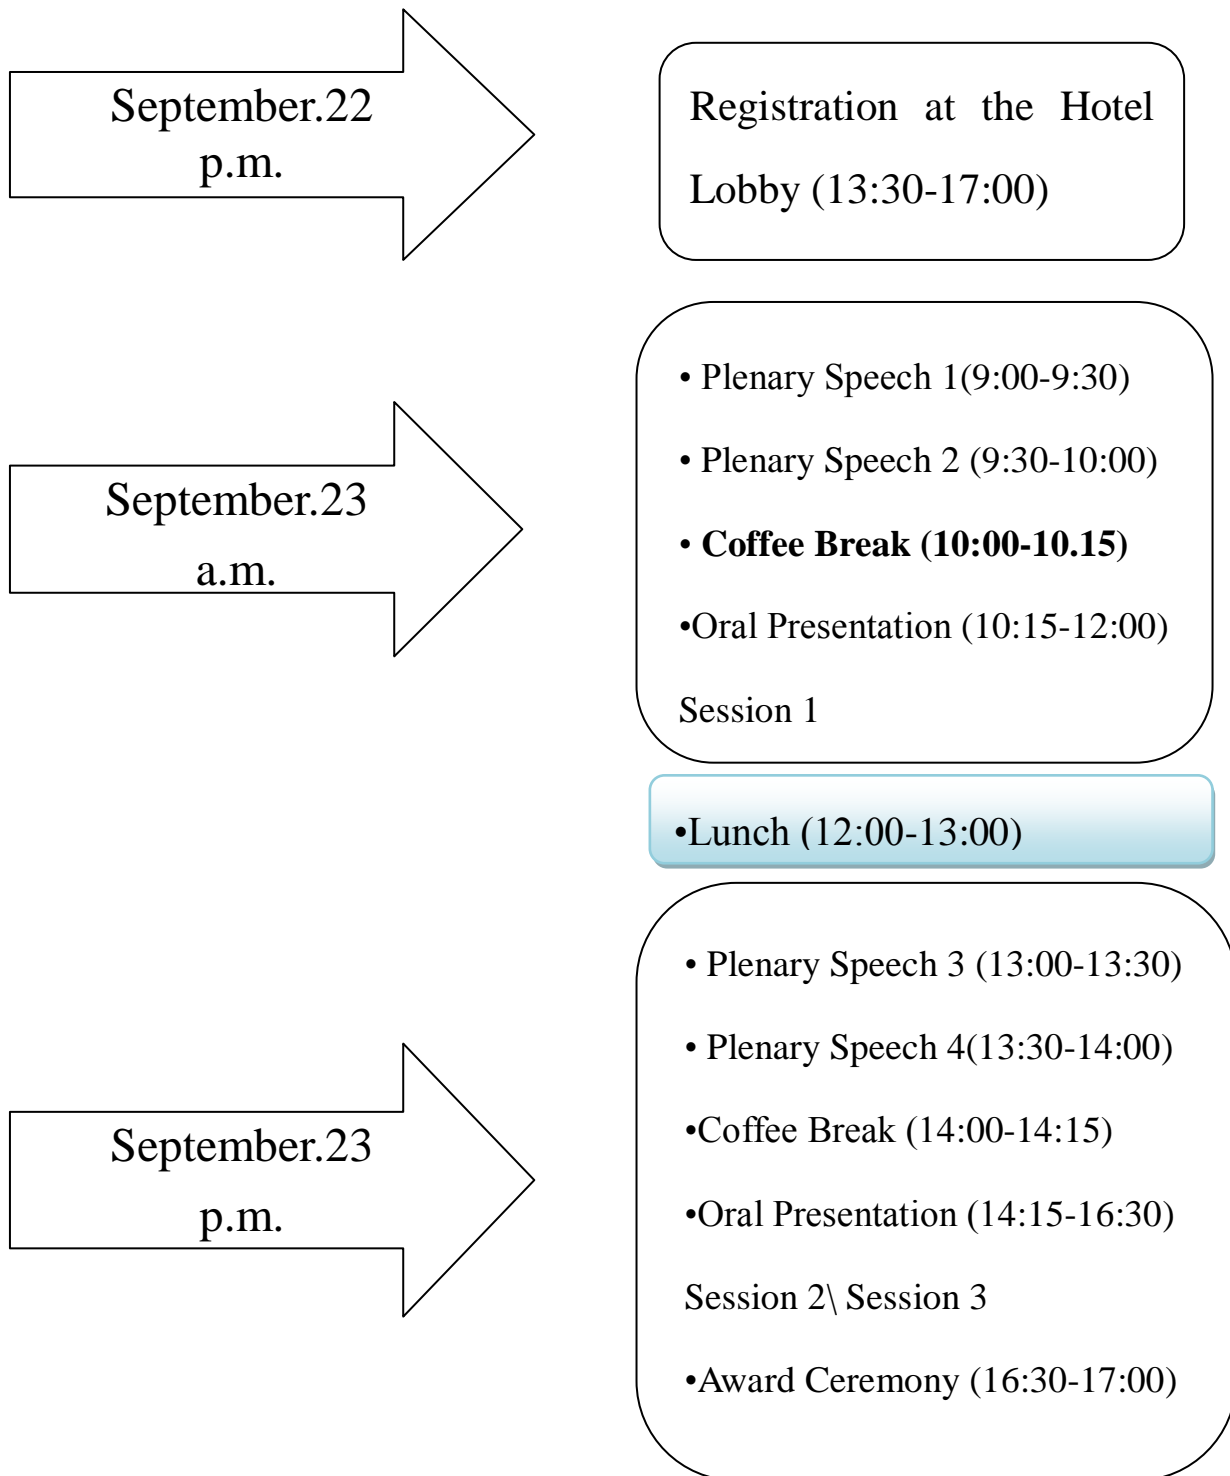 September.22
p.m.
Registration at the Hotel
Lobby (13:30-17:00)
September.23
a.m.
• Plenary Speech 1(9:00-9:30)
• Plenary Speech 2 (9:30-10:00)
• Coffee Break (10:00-10.15)
•Oral Presentation (10:15-12:00)
Session 1
•Lunch (12:00-13:00)
September.23
p.m.
• Plenary Speech 3 (13:00-13:30)
• Plenary Speech 4(13:30-14:00)
•Coffee Break (14:00-14:15)
•Oral Presentation (14:15-16:30)
Session 2\ Session 3
•Award Ceremony (16:30-17:00)